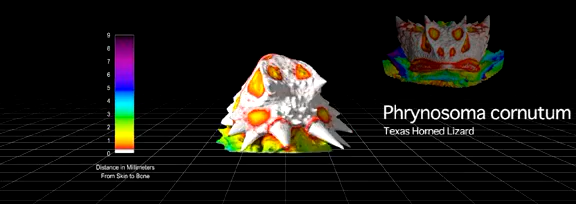 9
8
7
6
5
4
3
2
1
0
Distance in Millimeters
From Skin to Bone
Phrynosoma cornutum
Texas Horned Lizard